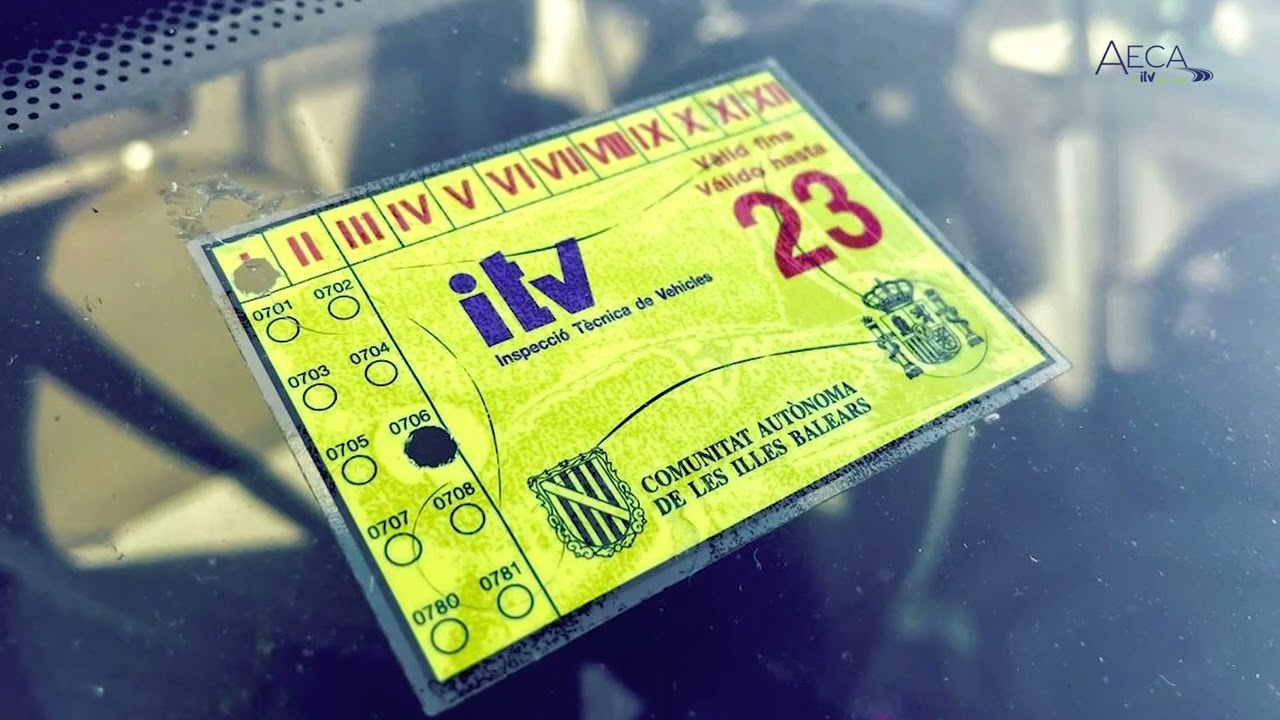 AECA
itv
I II III IV V VI VII VIII IX X XI XII
Vàlid fins
Válido hasta
23
itv
Inspecció Tècnica de Vehicles
0701 0702
0703 0704
0705 0706
0707 0708
0780 0781
COMUNITAT AUTÒNOMA
DE LES ILLES BALEARS